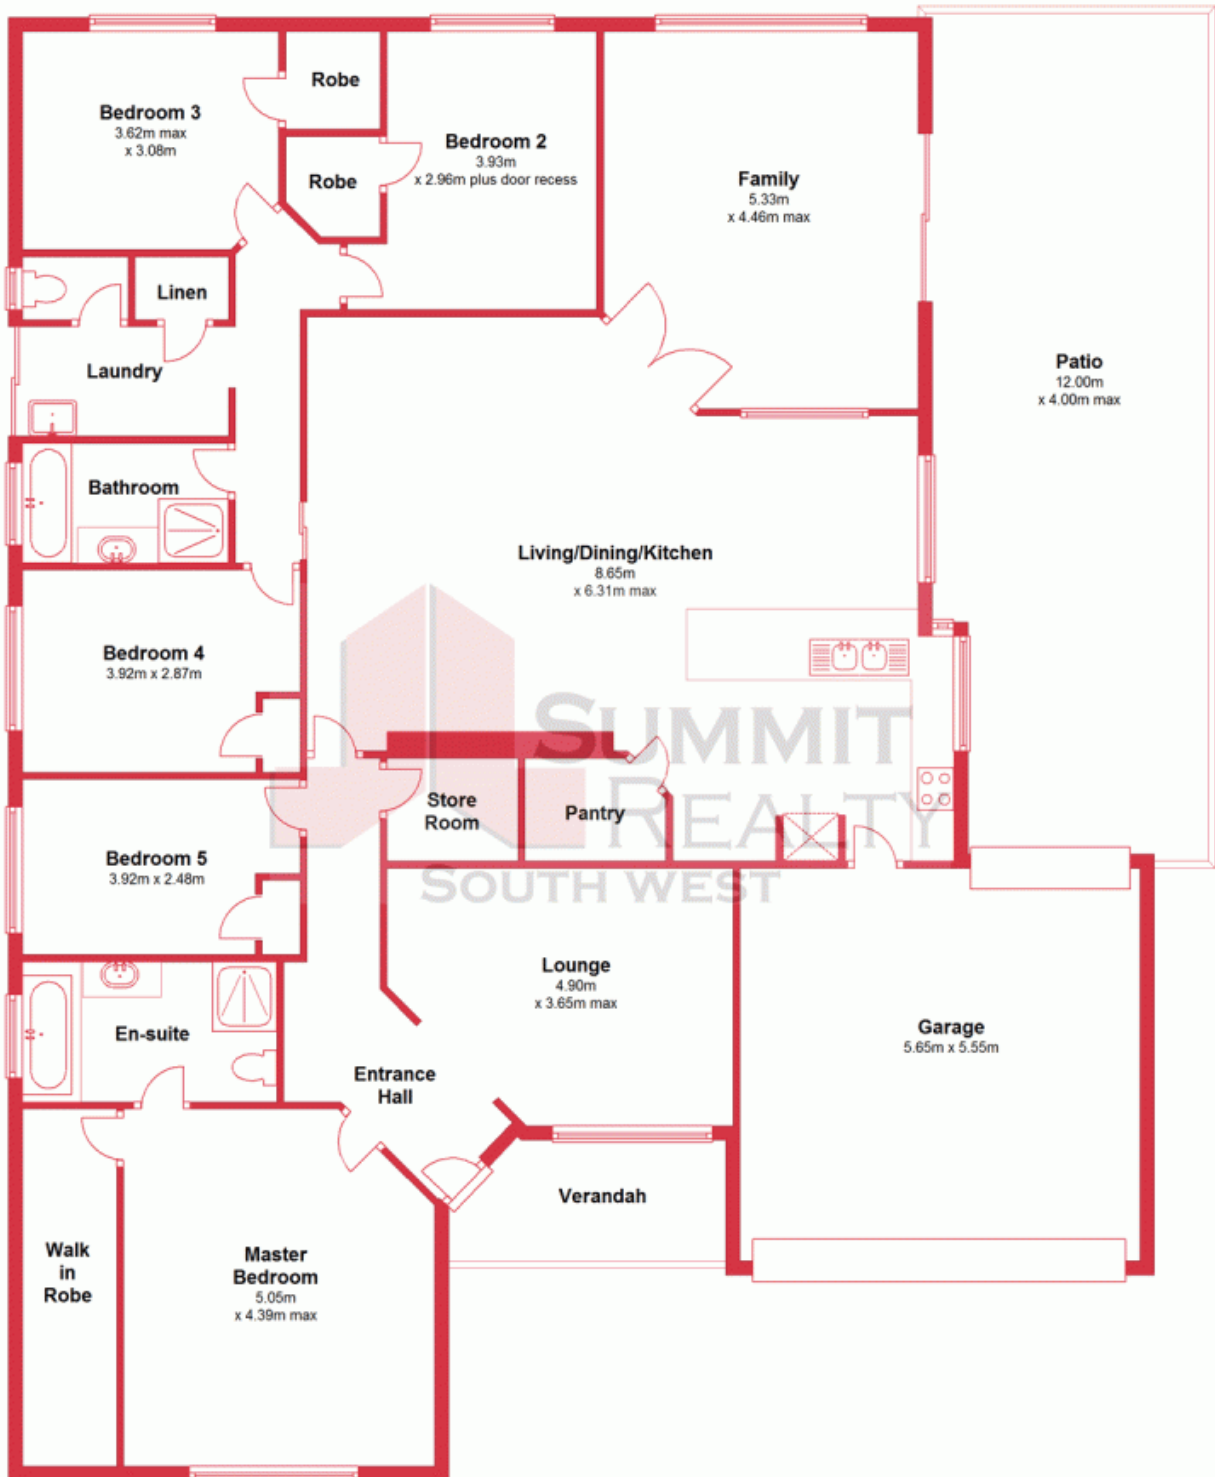 Robe
Bedroom 3
3.62m max
x 3.08m
Bedroom 2
3.93m
x 2.96m plus door recess
Robe
Family
5.33m
x 4.46m max
Linen
Laundry
Patio
12.00m
x 4.00m max
Bathroom
Living/Dining/Kitchen
8.65m
x 6.31m max
Bedroom 4
3.92m x 2.87m
SUMMIT
REALTY
SOUTH WEST
Store
Room
Pantry
Bedroom 5
3.92m x 2.48m
Lounge
4.90m
x 3.65m max
En-suite
Garage
5.65m x 5.55m
Entrance
Hall
Verandah
Walk
in
Robe
Master
Bedroom
5.05m
x 4.39m max